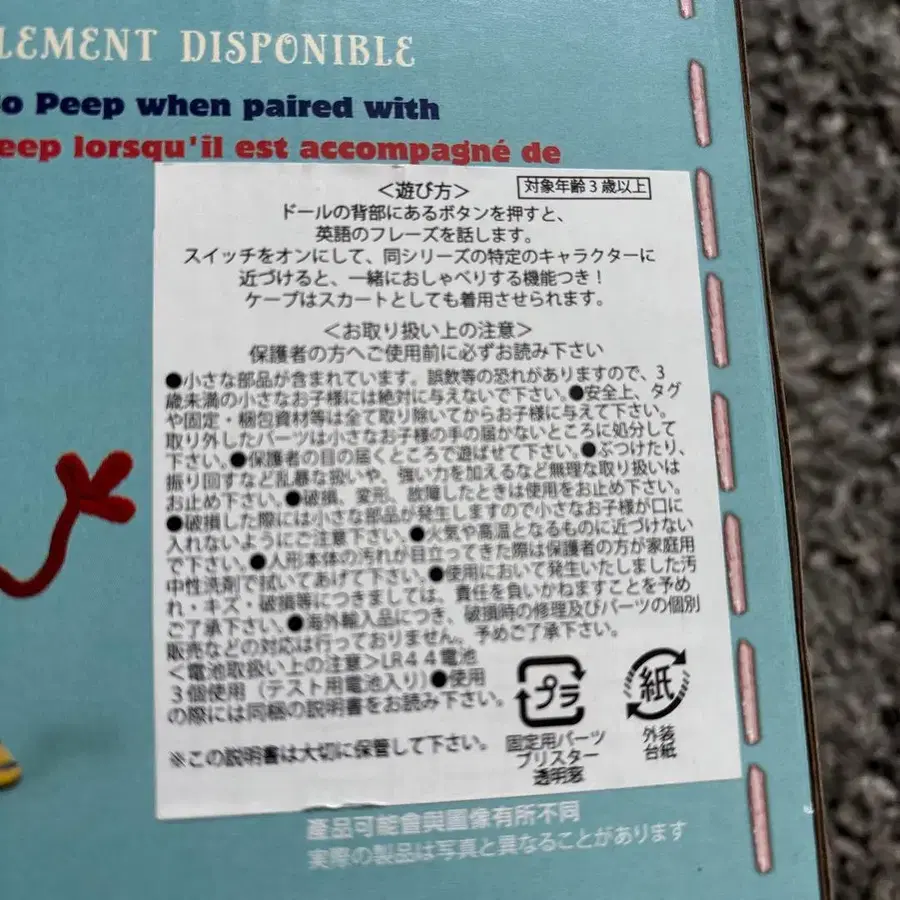 LEMENT DISPONIBLE
o Peep when paired with
eep lorsqu'il est accompagné de
＜遊び方＞
対象年齢３歳以上
ドールの背部にあるボタンを押すと、
英語のフレーズを話します。
スイッチをオンにして、同シリーズの特定のキャラクターに
近づけると、一緒におしゃべりする機能つき！
ケープはスカートとしても着用させられます。
＜お取り扱い上の注意＞
保護者の方へご使用前に必ずお読み下さい
●小さな部品が含まれています。誤飲等の恐れがありますので、３
歳未満の小さなお子様には絶対に与えないで下さい。●安全上、タグ
や固定・梱包資材等は全て取り除いてからお子様に与えて下さい。
取り外したパーツは小さなお子様の手の届かないところに処分して
下さい。●保護者の目の届くところで遊ばせて下さい。●ぶつけたり、
振り回すなど乱暴な扱いや、強い力を加えるなど無理な取り扱いは
お止め下さい。●破損、変形、故障したときは使用をお止め下さい。
●破損した際には小さな部品が発生しますので小さなお子様が口に
入れないようにご注意下さい。●火気や高温となるものに近づけない
で下さい。●人形本体の汚れが目立ってきた際は保護者の方が家庭用
中性洗剤で拭いてあげて下さい。●使用において発生いたしました汚
れ・キズ・破損等につきましては、責任を負いかねますことを予め
ご了承下さい。●海外輸入品につき、破損時の修理及びパーツの個別
販売などの対応は行っておりません。予めご了承下さい。
＜電池取扱い上の注意＞LR４４電池
３個使用（テスト用電池入り）●使用
の際には同梱の説明書をお読み下さい。
※この説明書は大切に保管して下さい。
プラ
固定用パーツ
ブリスター
透明窓
紙
外装
台紙
產品可能會與圖像有所不同
実際の製品は写真と異なることがあります